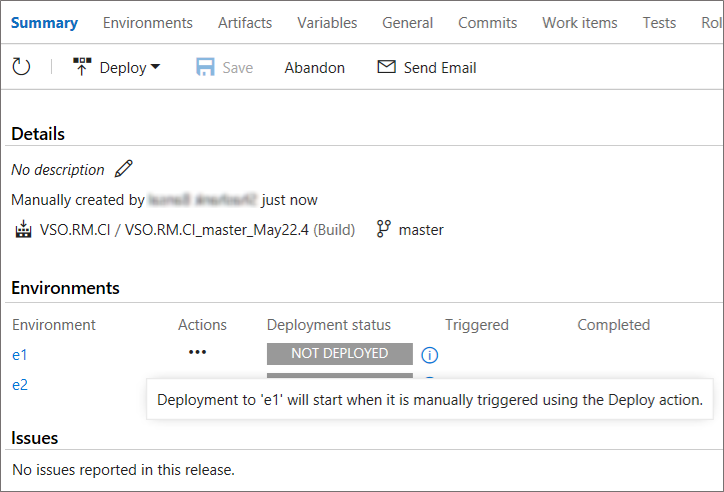 Summary Environments Artifacts Variables General Commits Work items Tests Rol
Deploy Save Abandon Send Email
Details
No description
Manually created by just now
VSO.RM.CI / VSO.RM.CI_master_May22.4 (Build) master
Environments
Environment Actions Deployment status Triggered Completed
e1 ••• NOT DEPLOYED
e2
Deployment to 'e1' will start when it is manually triggered using the Deploy action.
Issues
No issues reported in this release.